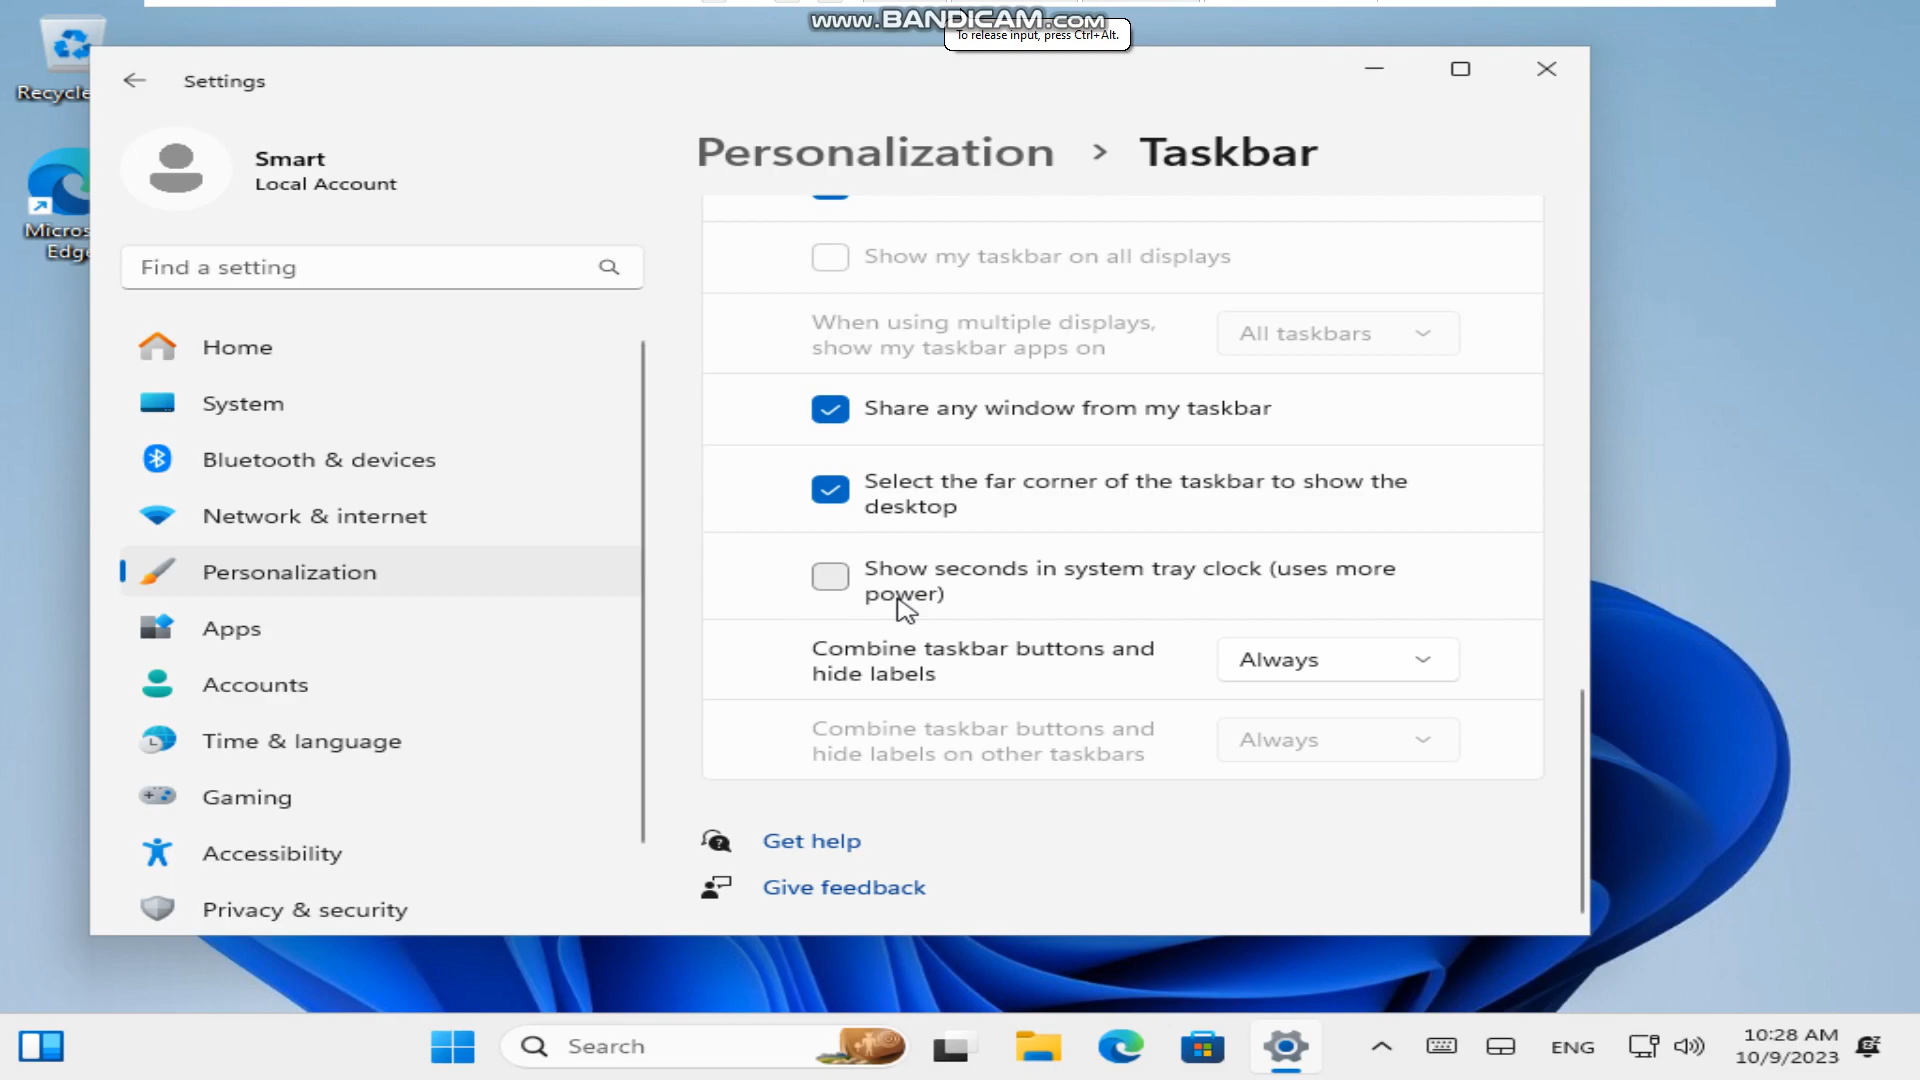 www.BANDICAM.com
To release input, press Ctrl+Alt.
Recycle
Micros
Edge
Settings
Smart
Local Account
Find a setting
Home
System
Bluetooth & devices
Network & internet
Personalization
Apps
Accounts
Time & language
Gaming
Accessibility
Privacy & security
Personalization > Taskbar
Show my taskbar on all displays
When using multiple displays,
show my taskbar apps on
All taskbars
Share any window from my taskbar
Select the far corner of the taskbar to show the
desktop
Show seconds in system tray clock (uses more
power)
Combine taskbar buttons and
hide labels
Always
Combine taskbar buttons and
hide labels on other taskbars
Always
Get help
Give feedback
Search
ENG
10:28 AM
10/9/2023